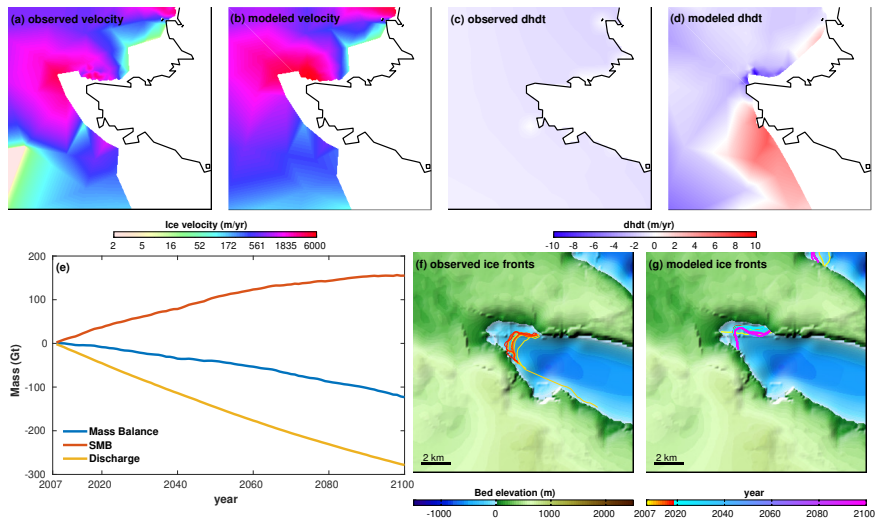 (a) observed velocity
(b) modeled velocity
(c) observed dhdt
(d) modeled dhdt
Ice velocity (m/yr)
2 5 16 52 172 561 1835 6000
dhdt (m/yr)
-10 -8 -6 -4 -2 0 2 4 6 8 10
(e)
Mass (Gt)
200
100
0
-100
-200
-300
Mass Balance
SMB
Discharge
2007 2020 2040 2060 2080 2100
year
(f) observed ice fronts
2 km
(g) modeled ice fronts
2 km
Bed elevation (m)
-1000 0 1000 2000
year
2007 2020 2040 2060 2080 2100